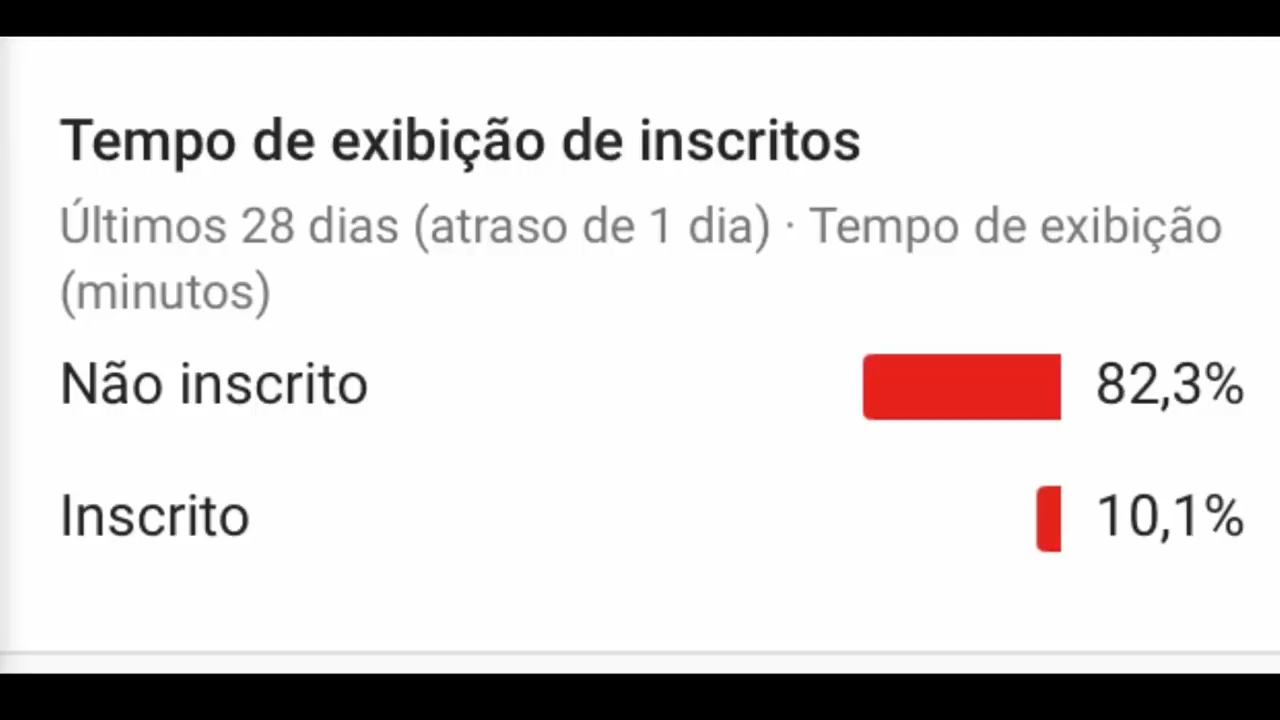 Tempo de exibição de inscritos
Últimos 28 dias (atraso de 1 dia) · Tempo de exibição
(minutos)
Não inscrito 82,3%
Inscrito 10,1%